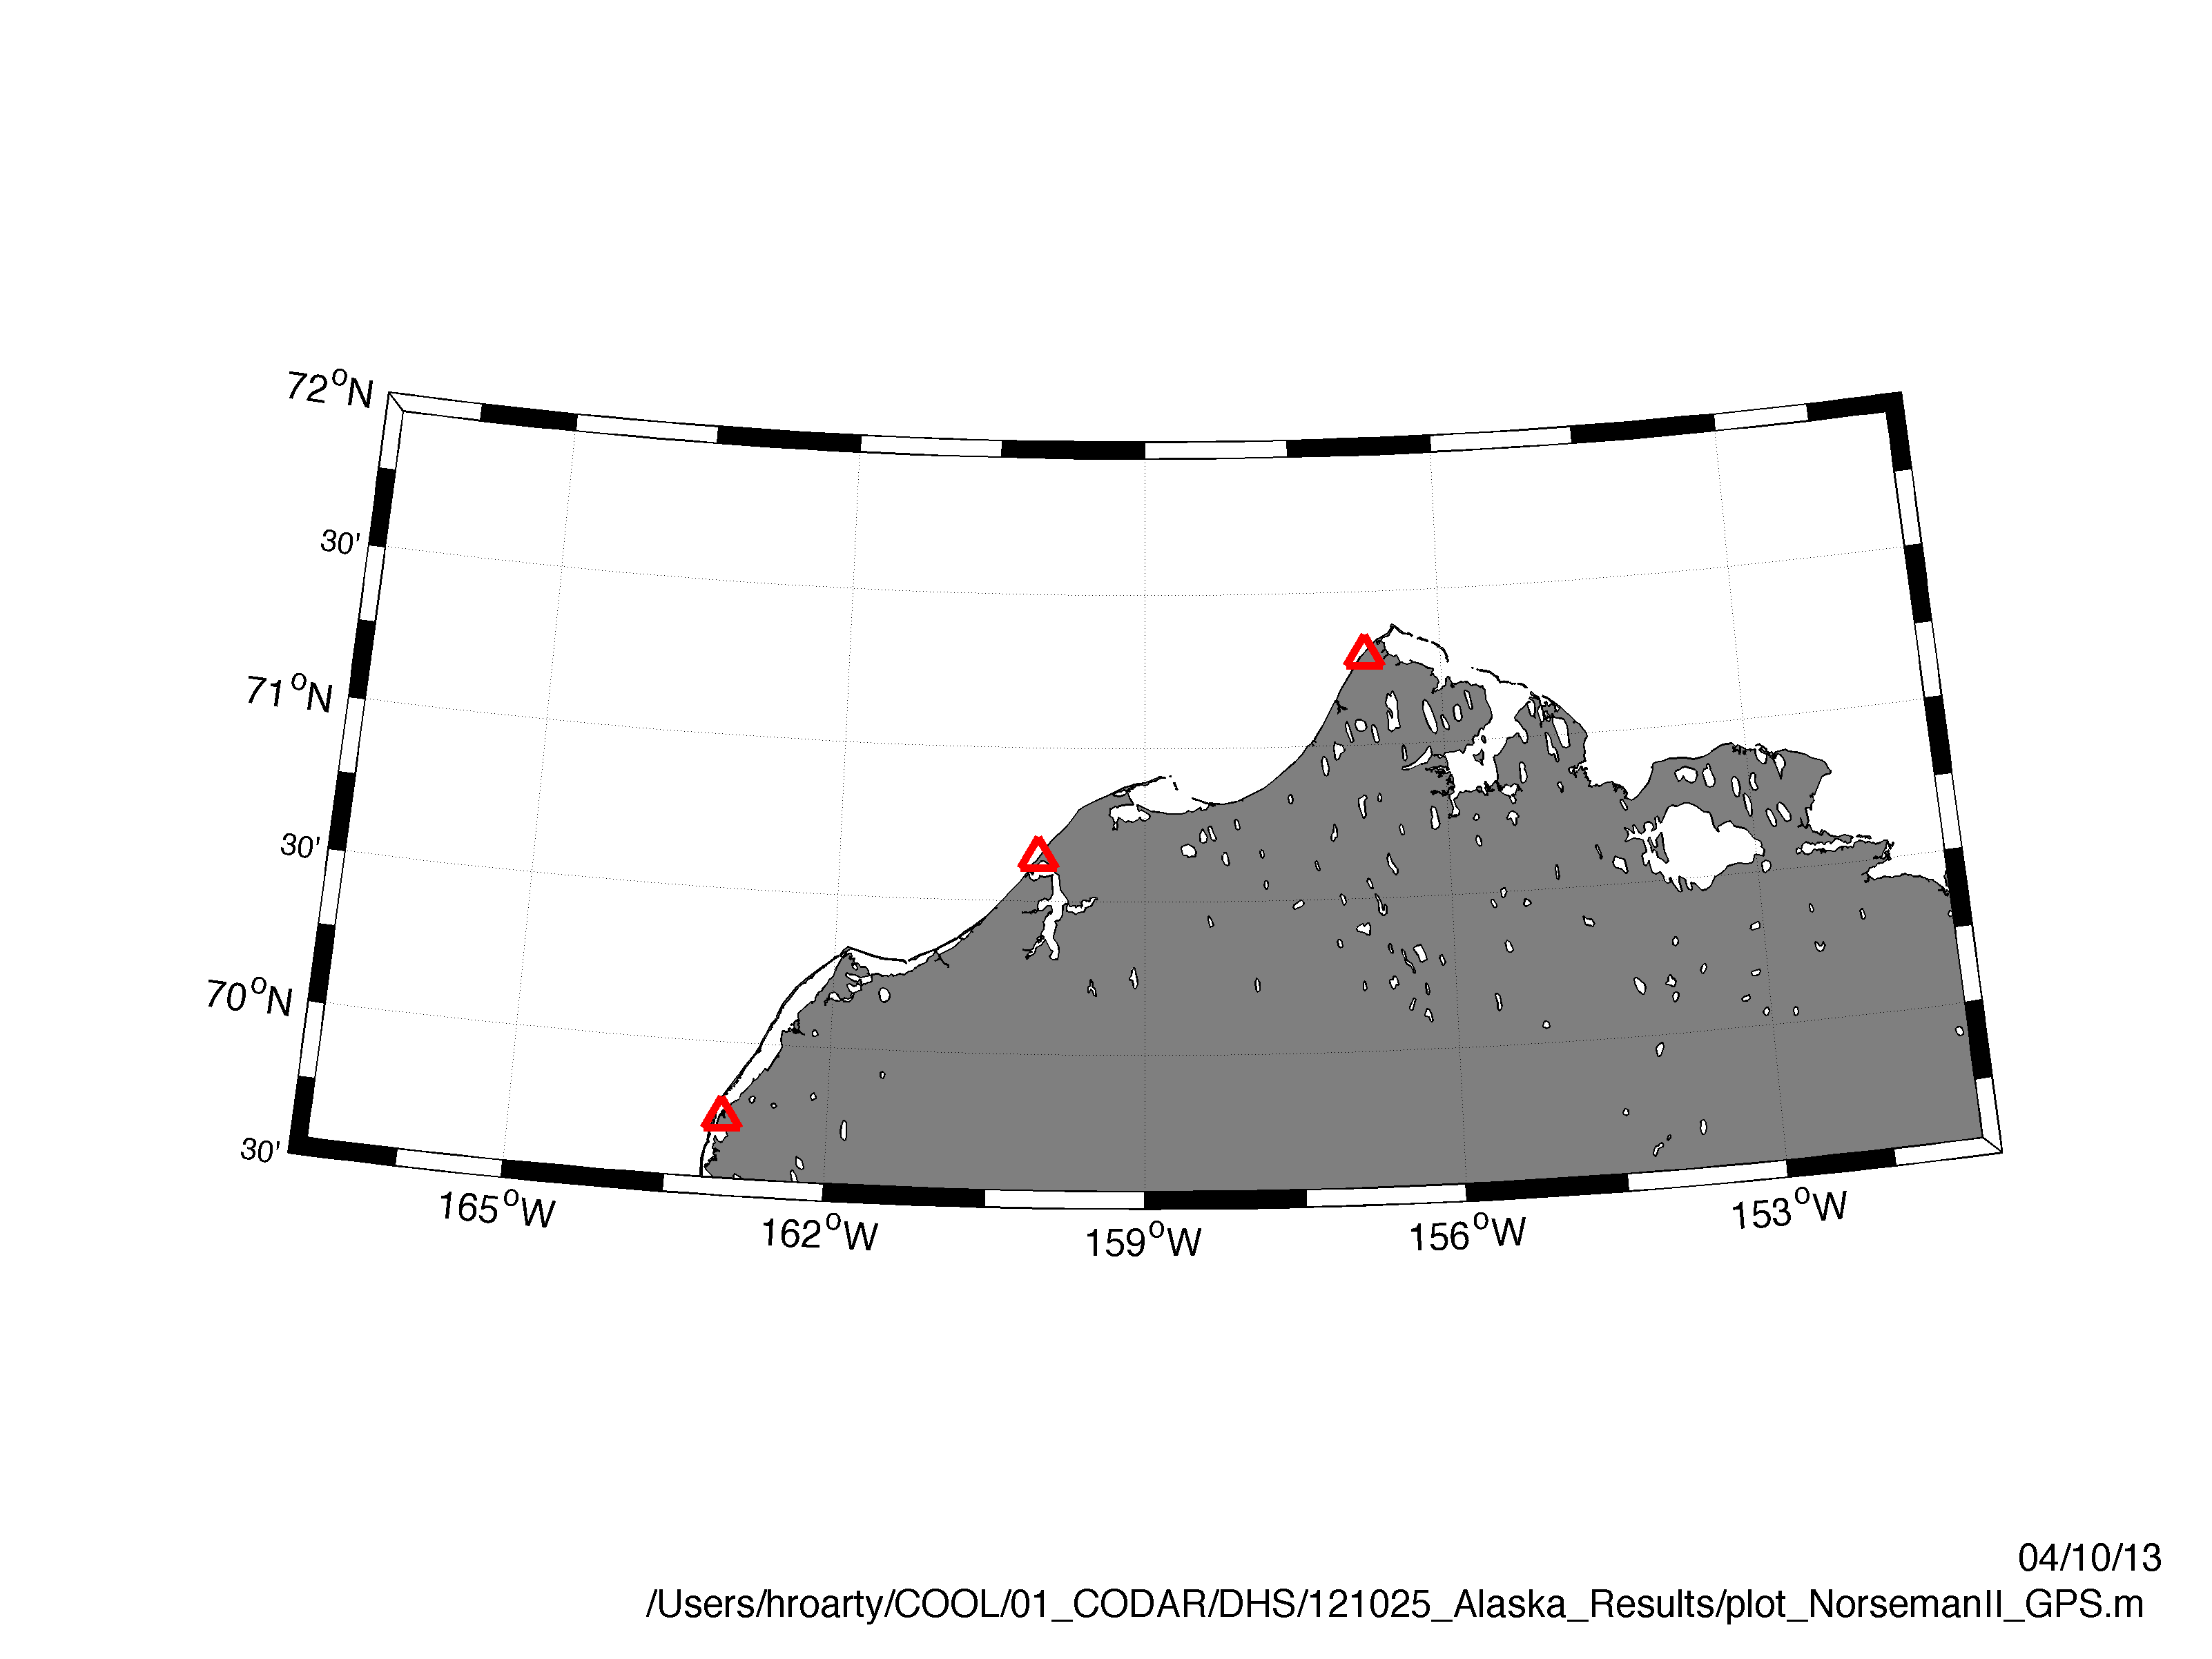 72°N
30'
71°N
30'
70°N
30'
165°W
162°W
159°W
156°W
153°W
04/10/13
/Users/hroarty/COOL/01_CODAR/DHS/121025_Alaska_Results/plot_NorsemanII_GPS.m